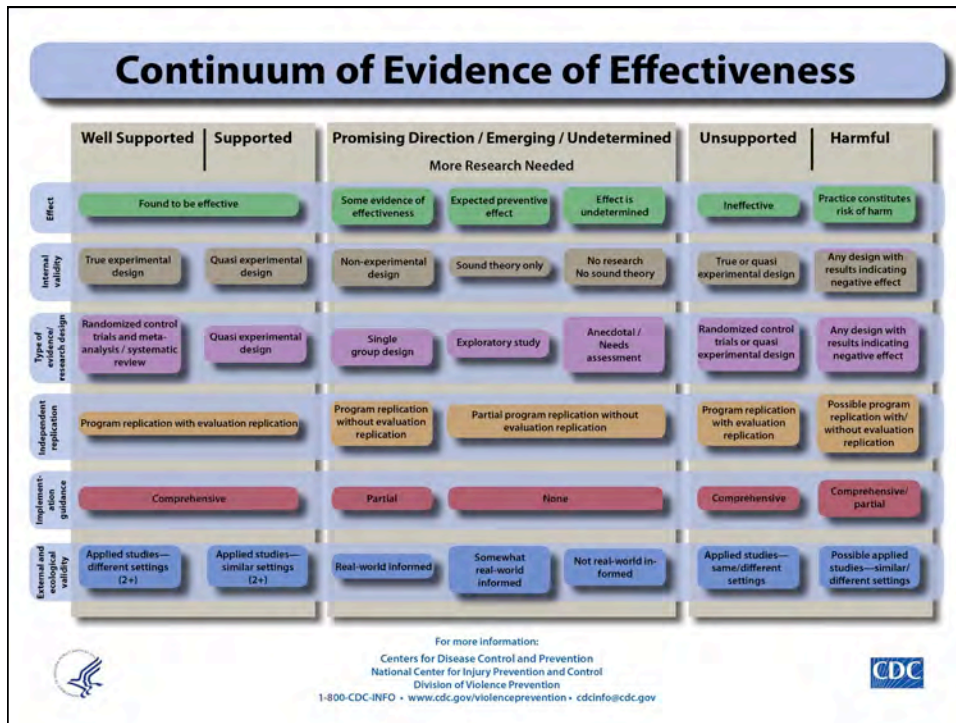 Continuum of Evidence of Effectiveness
Well Supported
Supported
Promising Direction / Emerging / Undetermined
More Research Needed
Unsupported
Harmful
Effect
Found to be effective
Some evidence of
effectiveness
Expected preventive
effect
Effect is
undetermined
Ineffective
Practice constitutes
risk of harm
Internal
validity
True experimental
design
Quasi experimental
design
Non-experimental
design
Sound theory only
No research
No sound theory
True or quasi
experimental design
Any design with
results indicating
negative effect
Type of
evidence/
research design
Randomized control
trials and meta-
analysis / systematic
review
Quasi experimental
design
Single
group design
Exploratory study
Anecdotal /
Needs
assessment
Randomized control
trials or quasi
experimental design
Any design with
results indicating
negative effect
Independent
replication
Program replication with evaluation replication
Program replication
without evaluation
replication
Partial program replication without
evaluation replication
Program replication
with evaluation
replication
Possible program
replication with/
without evaluation
replication
Implement-
ation
guidance
Comprehensive
Partial
None
Comprehensive
Comprehensive/
partial
External and
ecological
validity
Applied studies—
different settings
(2+)
Applied studies—
similar settings
(2+)
Real-world informed
Somewhat
real-world
informed
Not real-world in-
formed
Applied studies—
same/different
settings
Possible applied
studies—similar/
different settings
For more information:
Centers for Disease Control and Prevention
National Center for Injury Prevention and Control
Division of Violence Prevention
1-800-CDC-INFO • www.cdc.gov/violenceprevention • cdcinfo@cdc.gov
CDC